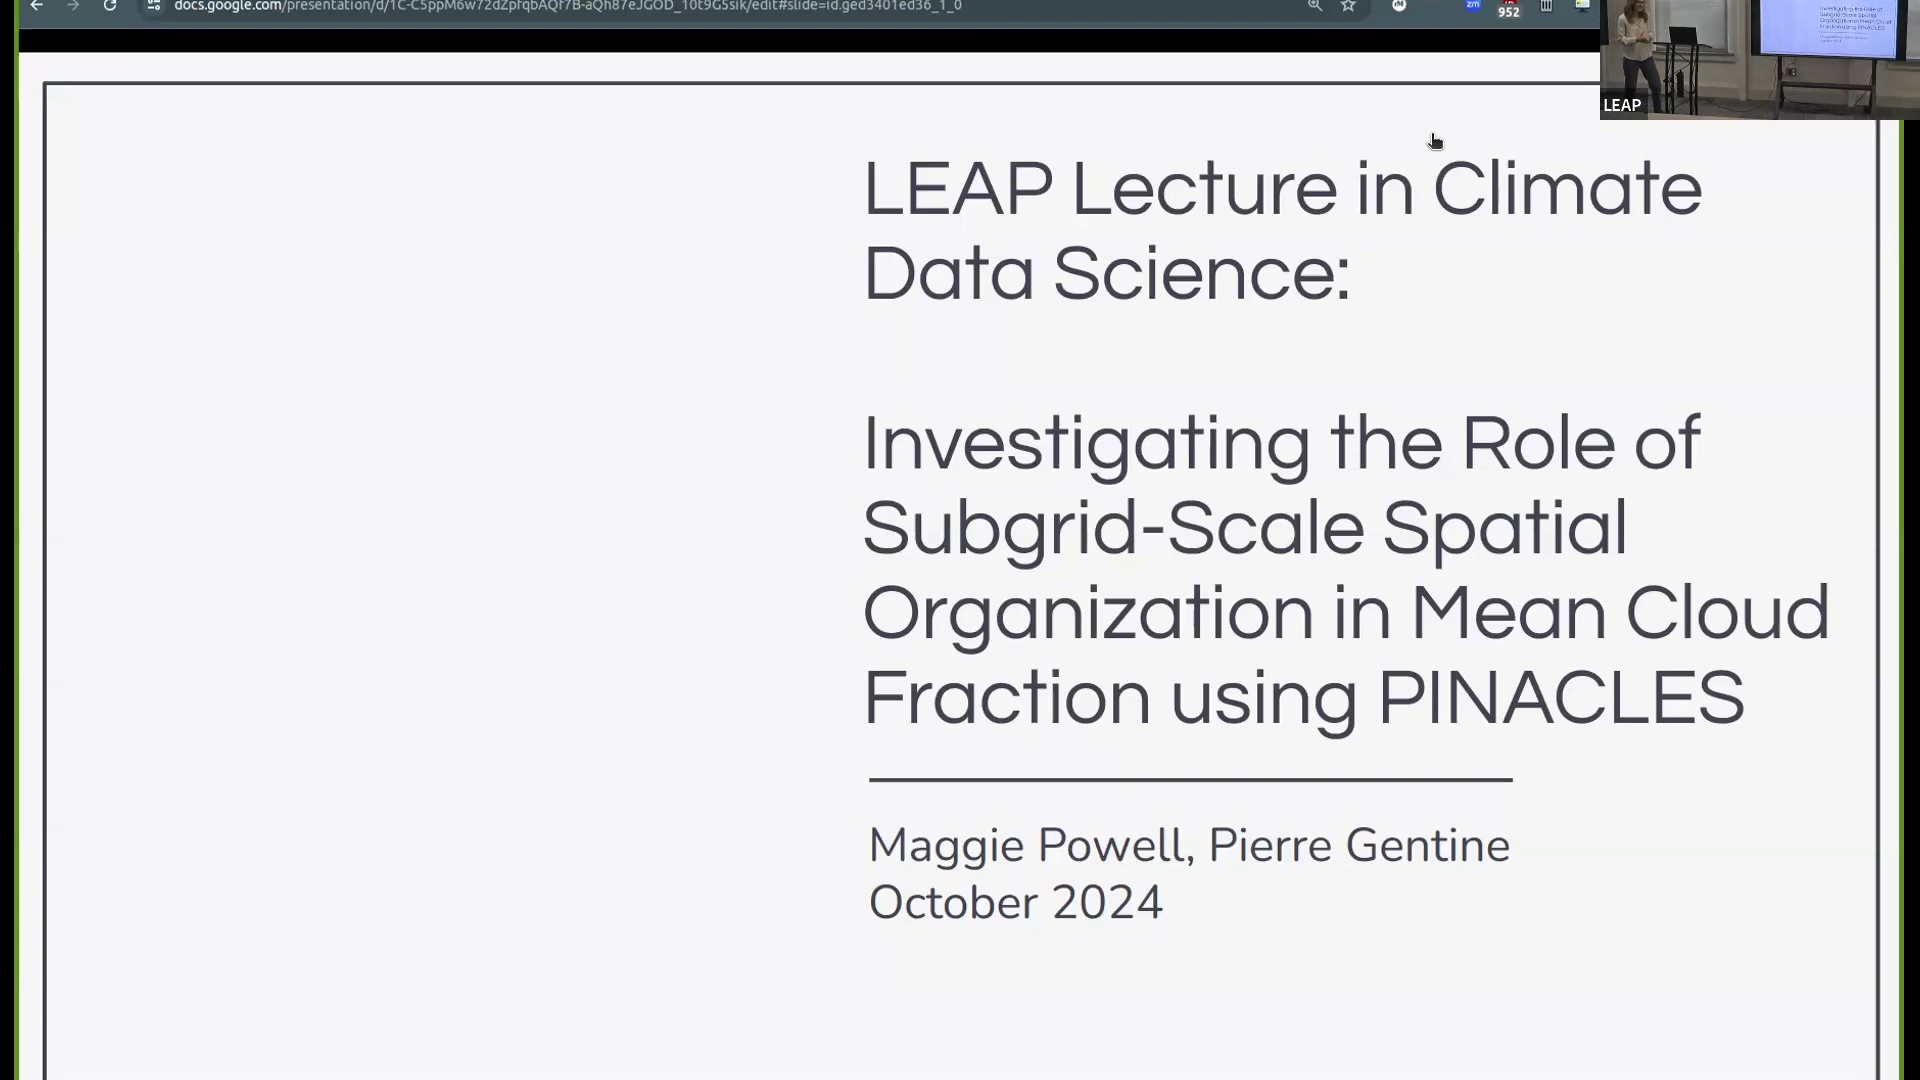 docs.google.com/presentation/d/1C-C5ppM6w72dZpfqbAQf7B-aQh87eJGOD_10t9G5sik/edit#slide=id.ged3401ed36_1_0
zm
952
LEAP
LEAP Lecture in Climate
Data Science:
Investigating the Role of
Subgrid-Scale Spatial
Organization in Mean Cloud
Fraction using PINACLES
Maggie Powell, Pierre Gentine
October 2024